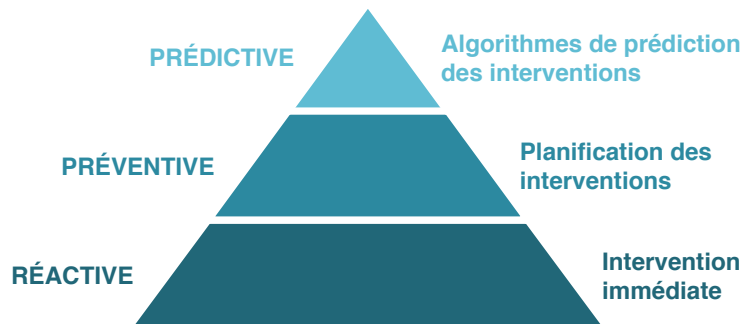 PRÉDICTIVE
Algorithmes de prédiction
des interventions
PRÉVENTIVE
Planification des
interventions
RÉACTIVE
Intervention
immédiate